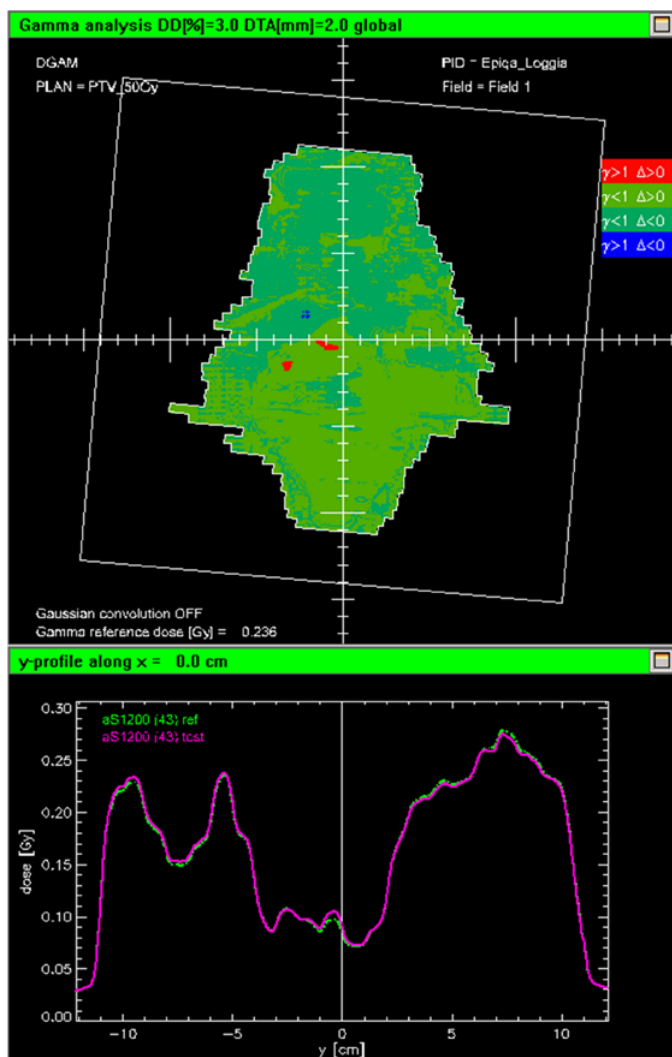 Gamma analysis DD[%]=3.0 DTA[mm]=2.0 global
DGAM
PID = Epiqa_Loggia
PLAN = PTV_50Gy
Field = Field 1
γ>1 Δ>0
γ<1 Δ>0
γ<1 Δ<0
γ>1 Δ<0
Gaussian convolution OFF
Gamma reference dose [Gy] = 0.236
y-profile along x = 0.0 cm
0.30
aS1200 (43) ref
aS1200 (43) test
0.25
0.20
0.15
0.10
0.05
0.00
dose [Gy]
-10 -5 0 5 10
y [cm]